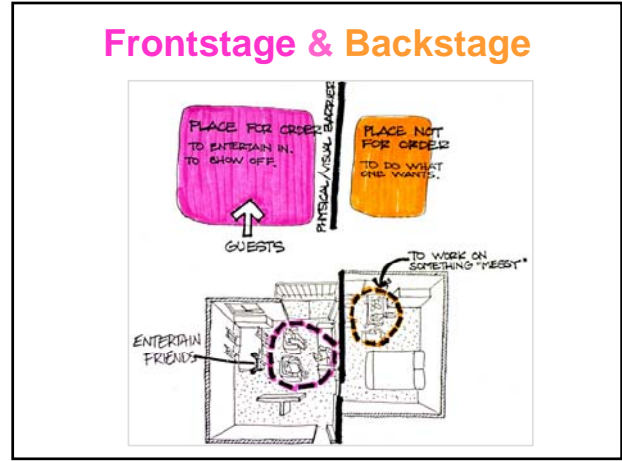 Frontstage & Backstage
PLACE FOR ORDER
TO ENTERTAIN IN.
TO SHOW OFF.
PHYSICAL/VISUAL BARRIER
PLACE NOT
FOR ORDER
TO DO WHAT
ONE WANTS.
GUESTS
TO WORK ON
SOMETHING "MESSY"
ENTERTAIN
FRIENDS